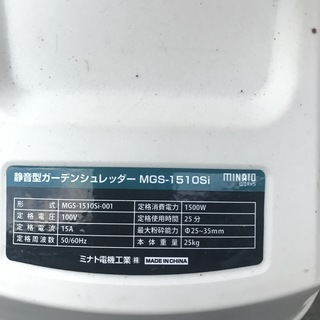 静音型ガーデンシュレッダー MGS-1510Si MINATO WORKS
形 式 MGS-1510Si-001 定格消費電力 1500W
定格電圧 100V 定格使用時間 25分
定格電流 15A 最大粉砕能力 Φ25~35mm
定格周波数 50/60Hz 本体重量 25kg
ミナト電機工業㈱ MADE IN CHINA